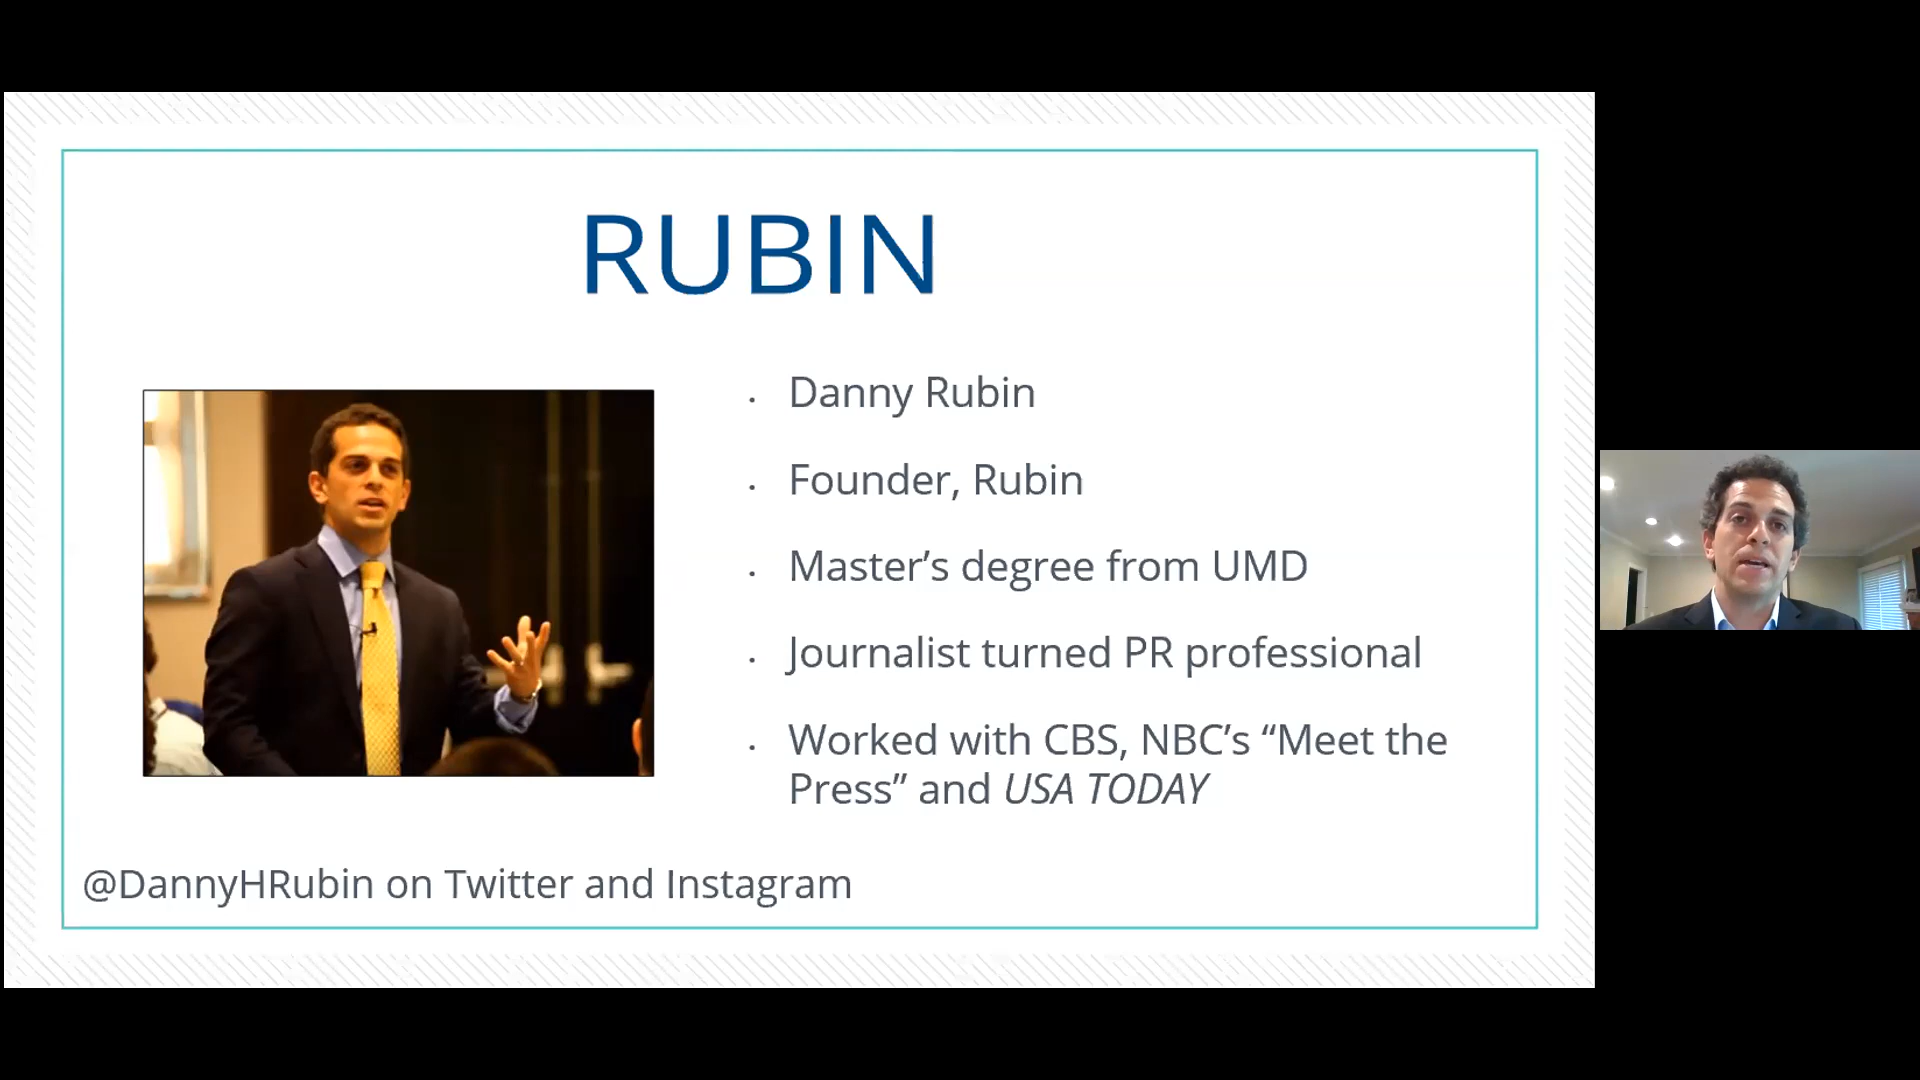 RUBIN
Danny Rubin
Founder, Rubin
Master’s degree from UMD
Journalist turned PR professional
Worked with CBS, NBC’s “Meet the
Press” and USA TODAY
@DannyHRubin on Twitter and Instagram